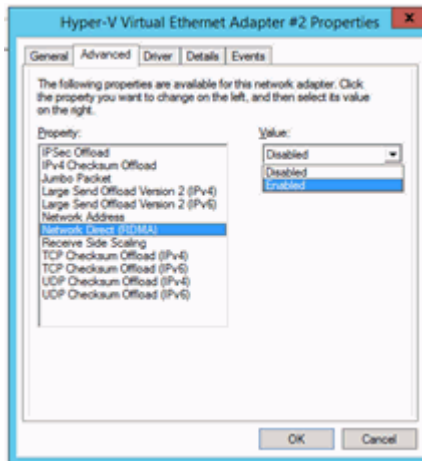 Hyper-V Virtual Ethernet Adapter #2 Properties
General Advanced Driver Details Events
The following properties are available for this network adapter. Click
the property you want to change on the left, and then select its value
on the right.
Property:
Value:
IPSec Offload
IPv4 Checksum Offload
Jumbo Packet
Large Send Offload Version 2 (IPv4)
Large Send Offload Version 2 (IPv6)
Network Address
Network Direct (RDMA)
Receive Side Scaling
TCP Checksum Offload (IPv4)
TCP Checksum Offload (IPv6)
UDP Checksum Offload (IPv4)
UDP Checksum Offload (IPv6)
Disabled
Disabled
Enabled
OK Cancel